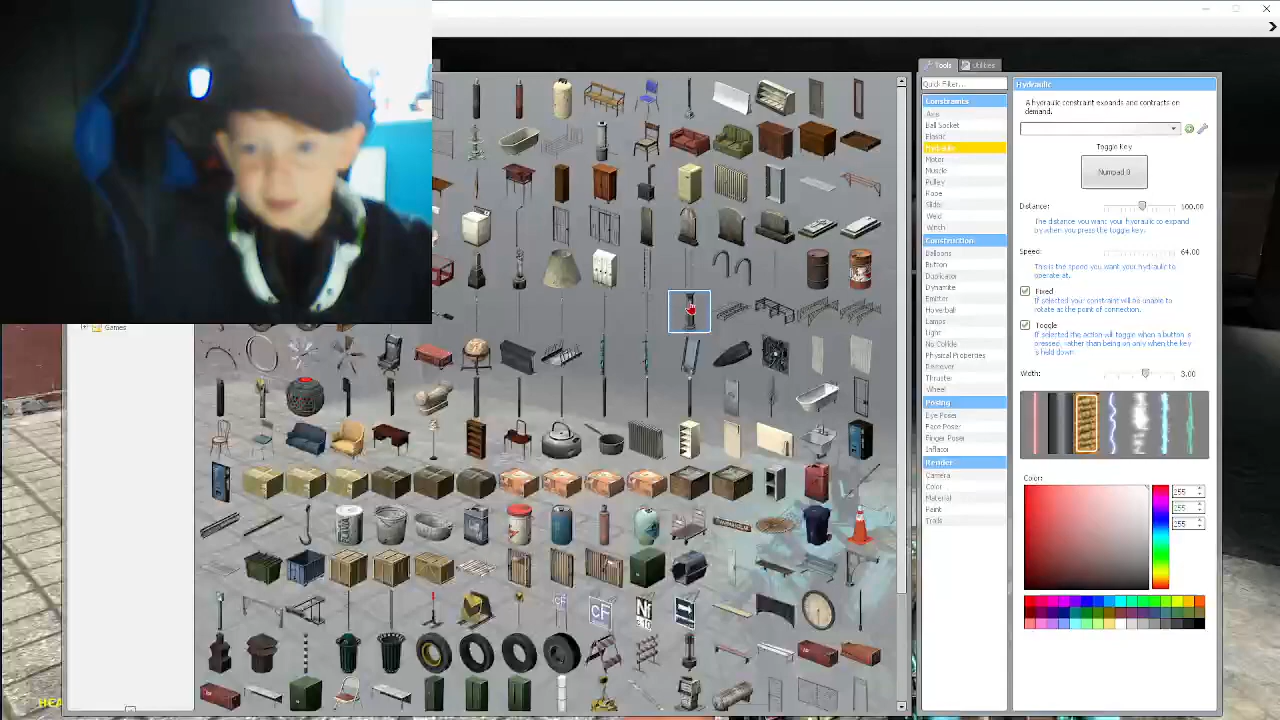 Tools
Utilities
Quick Filter...
Constraints
Axis
Ball Socket
Elastic
Hydraulic
Motor
Muscle
Pulley
Rope
Slider
Weld
Winch
Construction
Balloons
Button
Duplicator
Dynamite
Emitter
Hoverball
Lamps
Light
No Collide
Physical Properties
Remover
Thruster
Wheel
Posing
Eye Poser
Face Poser
Finger Poser
Inflator
Render
Camera
Color
Material
Paint
Trails
Hydraulic
A hydraulic constraint expands and contracts on
demand.
Toggle Key
Numpad 8
Distance: 100.00
The distance you want your hydraulic to expand
by when you press the toggle key.
Speed: 64.00
This is the speed you want your hydraulic to
operate at.
Fixed
If selected your constraint will be unable to
rotate at the point of connection.
Toggle
If selected the action will toggle when a button is
pressed, rather than being on only when the key
is held down
Width: 3.00
Color:
255
255
255
Games
CF
CF
HEA